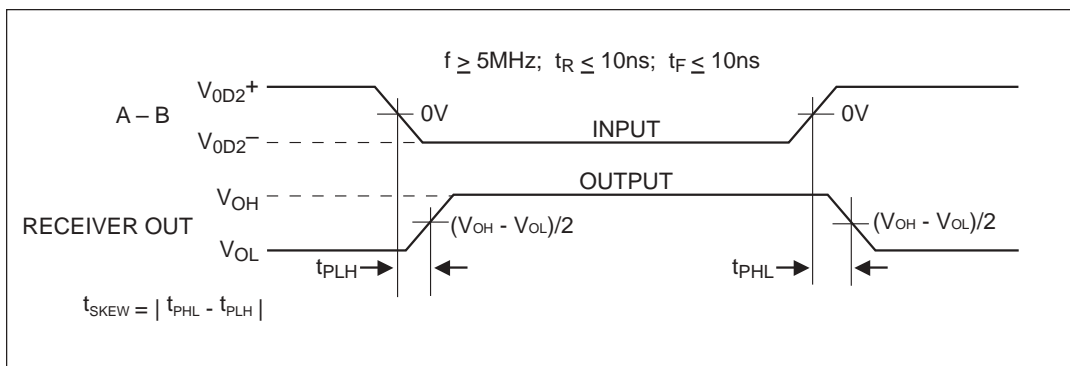 f ≥ 5MHz; tR ≤ 10ns; tF ≤ 10ns
V0D2+
A – B
0V
0V
V0D2–
INPUT
VOH
OUTPUT
RECEIVER OUT
(VOH - VOL)/2
(VOH - VOL)/2
VOL
tPLH
tPHL
tSKEW = | tPHL - tPLH |